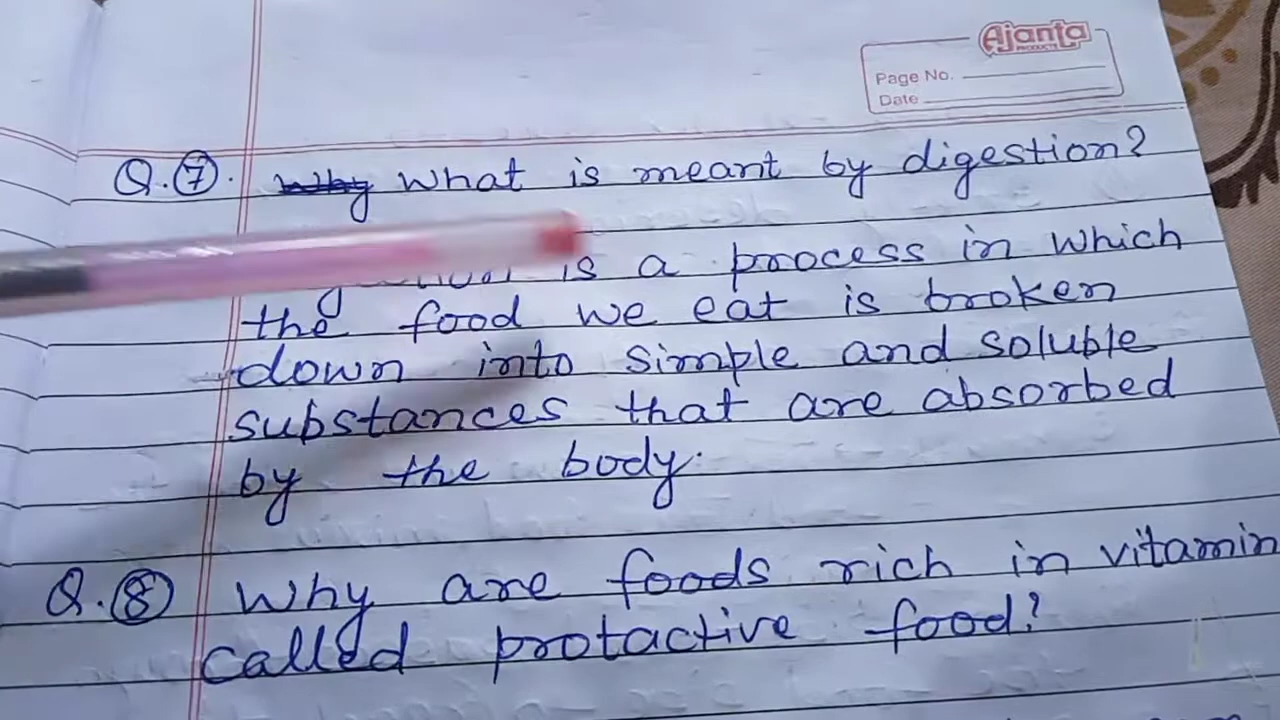 Ajanta
PRODUCTS
Page No.
Date
Q.7. Why What is meant by digestion?
is a process in which
the food we eat is broken
down into simple and soluble
substances that are absorbed
by the body.
Q.8 Why are foods rich in vitamin
called protactive food?